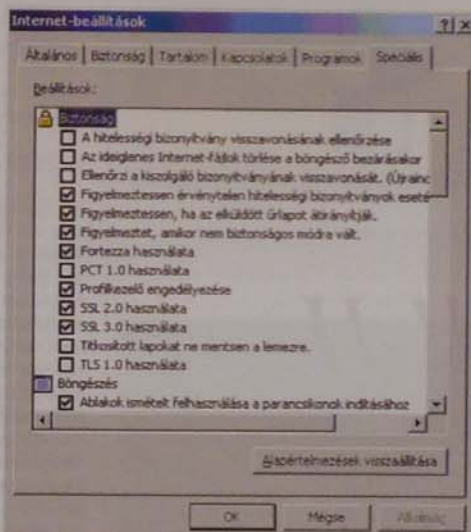 Internet-beállítások
Általános
Biztonság
Tartalom
Kapcsolatok
Programok
Speciális
Beállítások:
Biztonság
A hitelességi bizonyítvány visszavonásának ellenőrzése
Az ideiglenes Internet-fájlok törlése a böngésző bezárásakor
Ellenőrzi a kiszolgáló bizonyítványának visszavonását. (Újrainc
Figyelmeztessen érvénytelen hitelességi bizonyítványok eseté
Figyelmeztessen, ha az elküldött űrlapot átirányítják.
Figyelmeztet, amikor nem biztonságos módra vált.
Fortezza használata
PCT 1.0 használata
Profilkezelő engedélyezése
SSL 2.0 használata
SSL 3.0 használata
Titkosított lapokat ne mentsen a lemezre.
TLS 1.0 használata
Böngészés
Ablakok ismételt felhasználása a parancsikonok indításához
Alapértelmezések visszaállítása
OK
Mégse
Alkalmaz